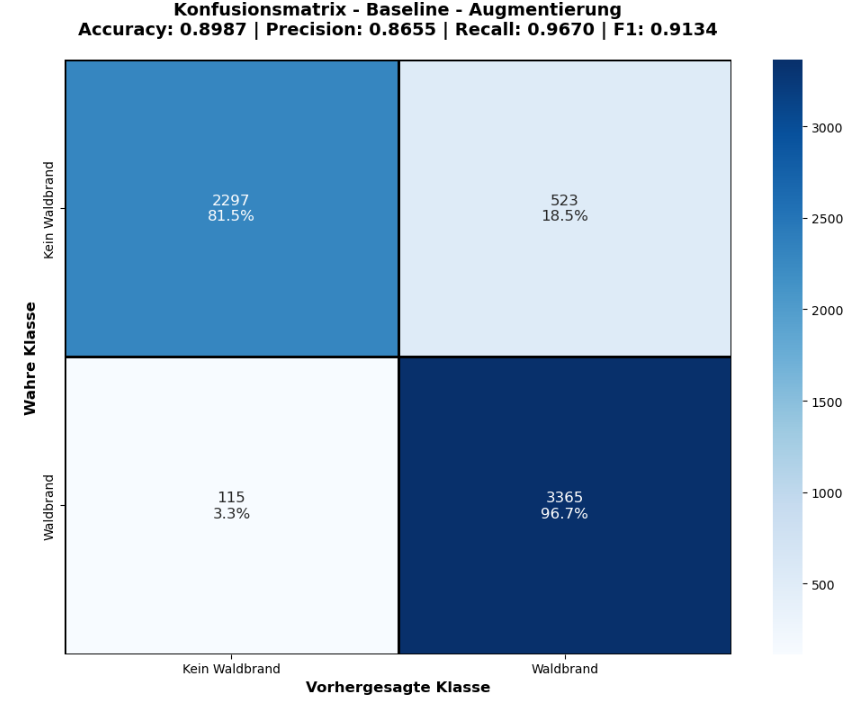 Konfusionsmatrix - Baseline - Augmentierung
Accuracy: 0.8987 | Precision: 0.8655 | Recall: 0.9670 | F1: 0.9134
Wahre Klasse
Kein Waldbrand
2297
81.5%
523
18.5%
Waldbrand
115
3.3%
3365
96.7%
Kein Waldbrand
Waldbrand
Vorhergesagte Klasse
3000
2500
2000
1500
1000
500